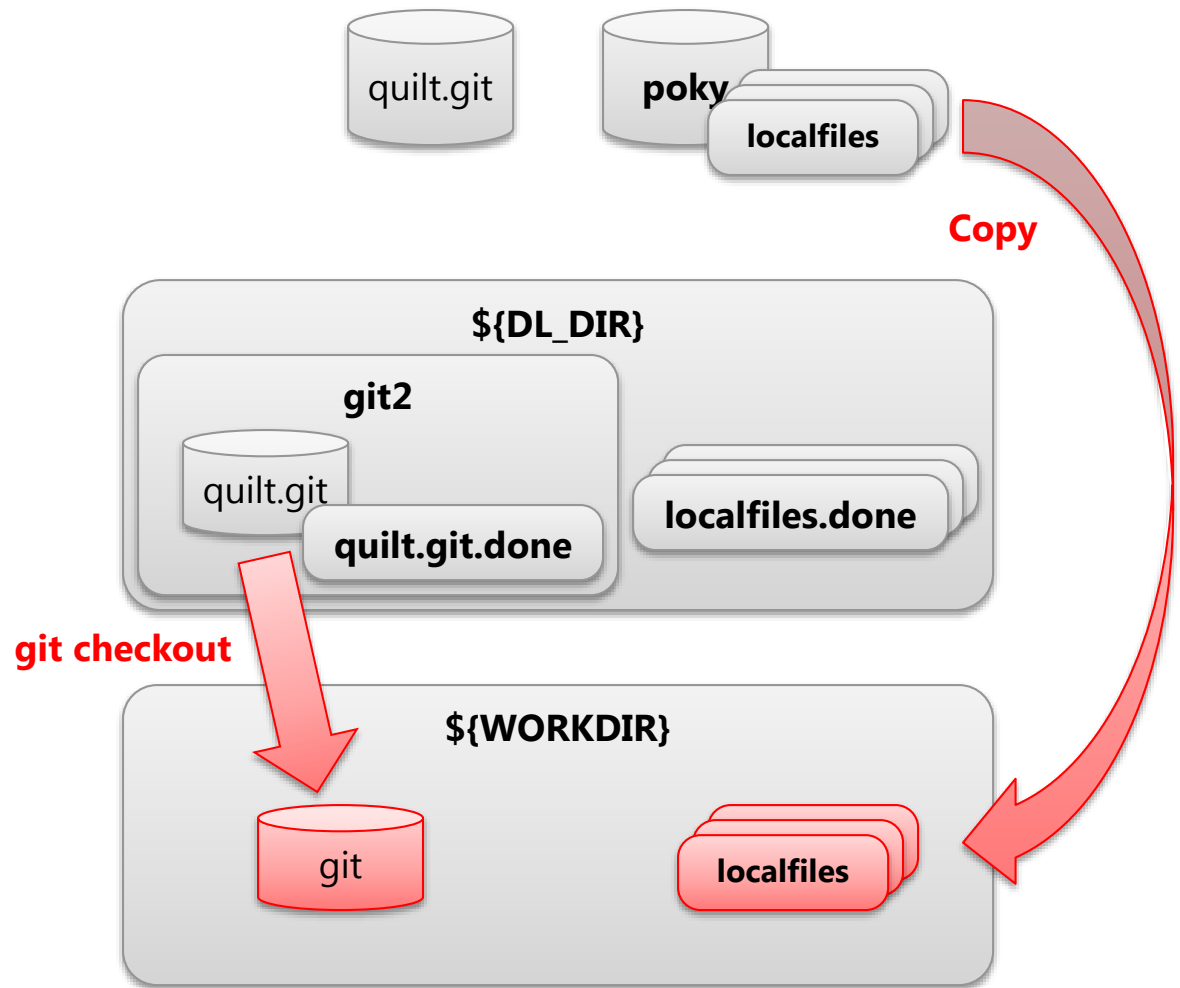 quilt.git
poky
localfiles
Copy
${DL_DIR}
git2
quilt.git
quilt.git.done
localfiles.done
git checkout
${WORKDIR}
git
localfiles